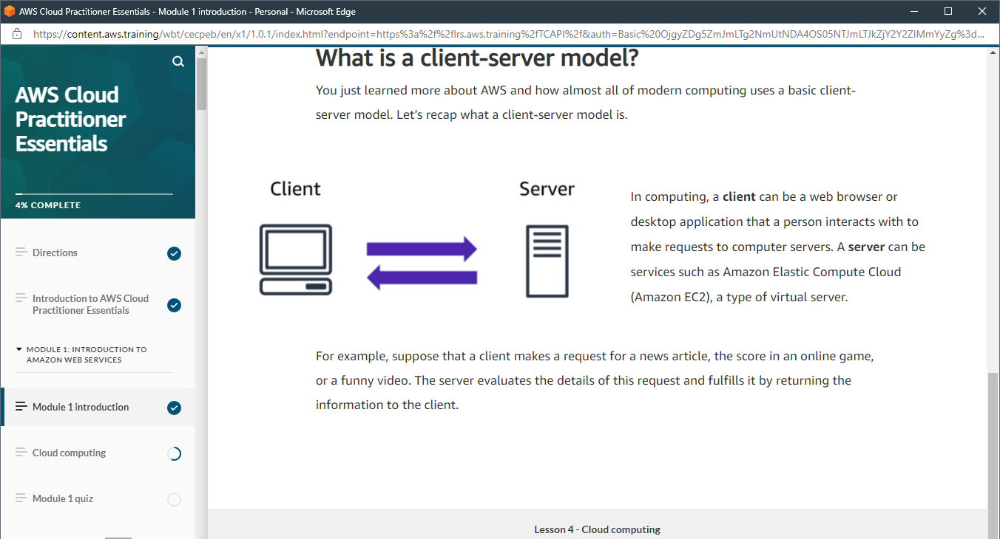 AWS Cloud Practitioner Essentials - Module 1 introduction - Personal - Microsoft Edge
https://content.aws.training/wbt/cecpeb/en/x1/1.0.1/index.html?endpoint=https%3a%2f%2flrs.aws.training%2fTCAPI%2f&auth=Basic%20OjgyZDg5ZmJmLTg2NmUtNDA4OS05NTJmLTJkZjY2Y2ZlMmYyZg%3d...
AWS Cloud
Practitioner
Essentials
4% COMPLETE
Directions
Introduction to AWS Cloud
Practitioner Essentials
MODULE 1: INTRODUCTION TO
AMAZON WEB SERVICES
Module 1 introduction
Cloud computing
Module 1 quiz
What is a client-server model?
You just learned more about AWS and how almost all of modern computing uses a basic client-
server model. Let’s recap what a client-server model is.
Client
Server
In computing, a client can be a web browser or
desktop application that a person interacts with to
make requests to computer servers. A server can be
services such as Amazon Elastic Compute Cloud
(Amazon EC2), a type of virtual server.
For example, suppose that a client makes a request for a news article, the score in an online game,
or a funny video. The server evaluates the details of this request and fulfills it by returning the
information to the client.
Lesson 4 - Cloud computing